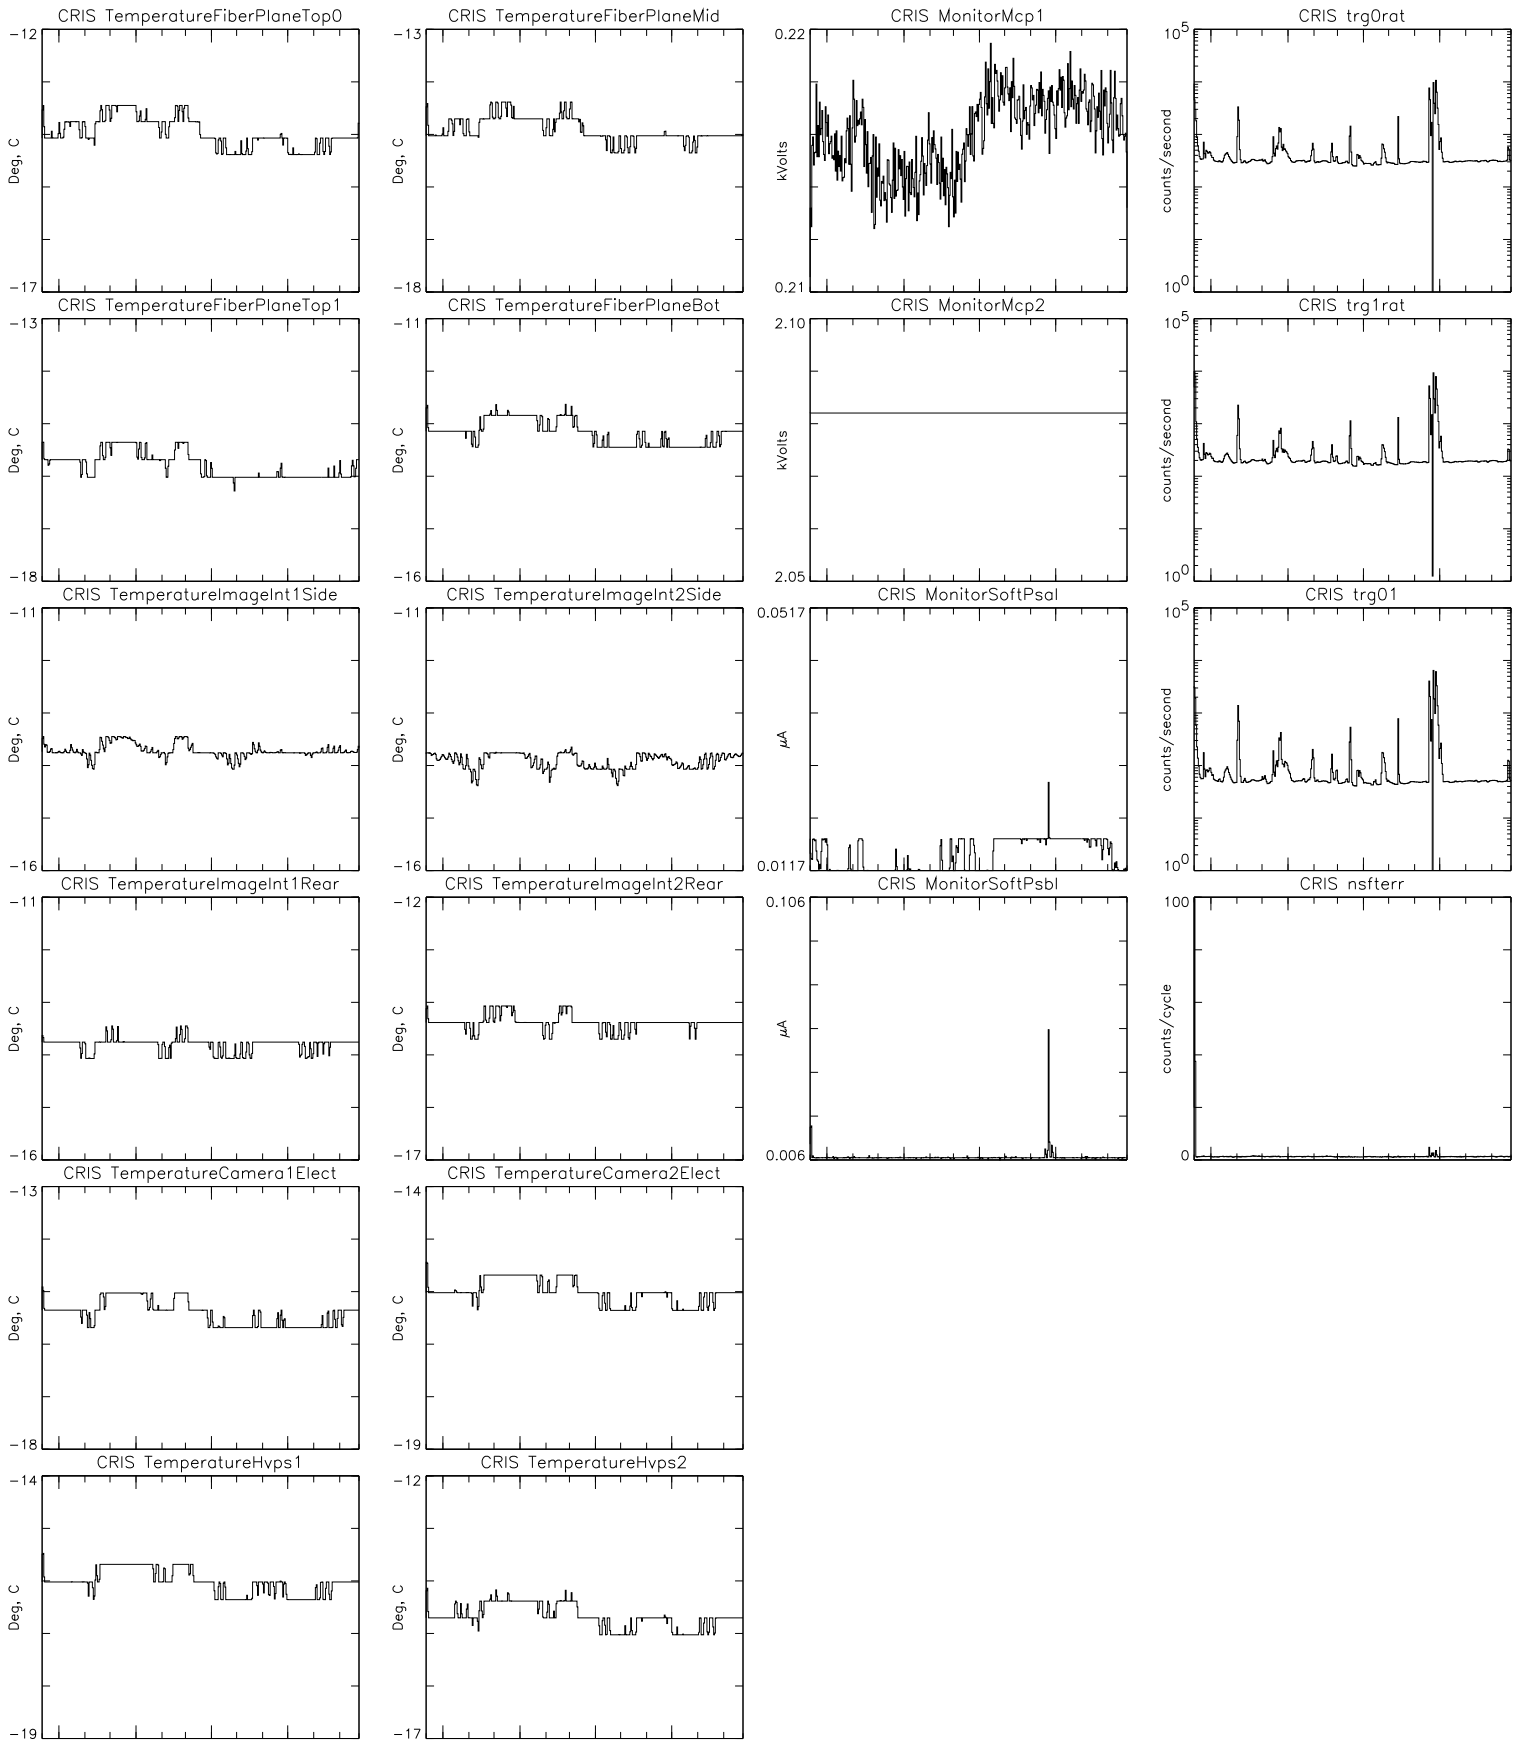 CRIS TemperatureFiberPlaneTop0
-12
Deg, C
-17
CRIS TemperatureFiberPlaneMid
-13
Deg, C
-18
CRIS MonitorMcp1
0.22
kVolts
0.21
CRIS trg0rat
10^5
counts/second
10^0
CRIS TemperatureFiberPlaneTop1
-13
Deg, C
-18
CRIS TemperatureFiberPlaneBot
-11
Deg, C
-16
CRIS MonitorMcp2
2.10
kVolts
2.05
CRIS trg1rat
10^5
counts/second
10^0
CRIS TemperatureImageInt1Side
-11
Deg, C
-16
CRIS TemperatureImageInt2Side
-11
Deg, C
-16
CRIS MonitorSoftPsaI
0.0517
μA
0.0117
CRIS trg01
10^5
counts/second
10^0
CRIS TemperatureImageInt1Rear
-11
Deg, C
-16
CRIS TemperatureImageInt2Rear
-12
Deg, C
-17
CRIS MonitorSoftPsbI
0.106
μA
0.006
CRIS nsfterr
100
counts/cycle
0
CRIS TemperatureCamera1Elect
-13
Deg, C
-18
CRIS TemperatureCamera2Elect
-14
Deg, C
-19
CRIS TemperatureHvps1
-14
Deg, C
-19
CRIS TemperatureHvps2
-12
Deg, C
-17